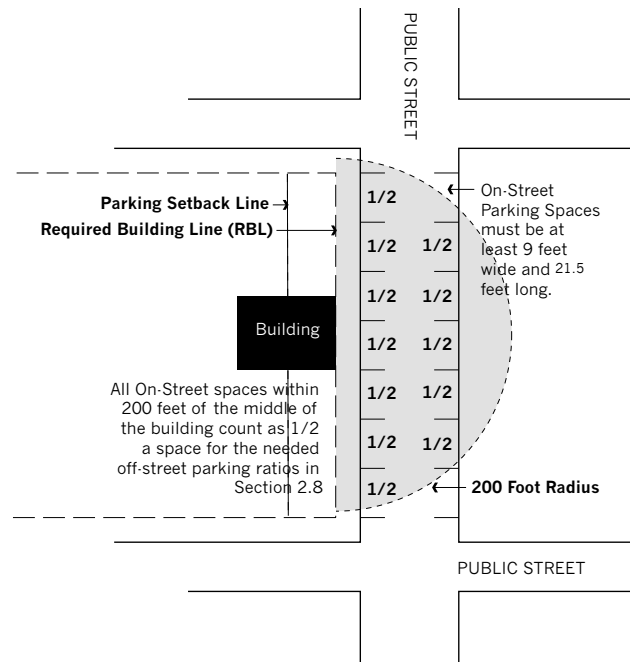 PUBLIC STREET
Parking Setback Line
Required Building Line (RBL)
On-Street
Parking Spaces
must be at
least 9 feet
wide and 21.5
feet long.
1/2
1/2 1/2
1/2 1/2
1/2 1/2
1/2 1/2
1/2 1/2
1/2
Building
All On-Street spaces within
200 feet of the middle of
the building count as 1/2
a space for the needed
off-street parking ratios in
Section 2.8
200 Foot Radius
PUBLIC STREET